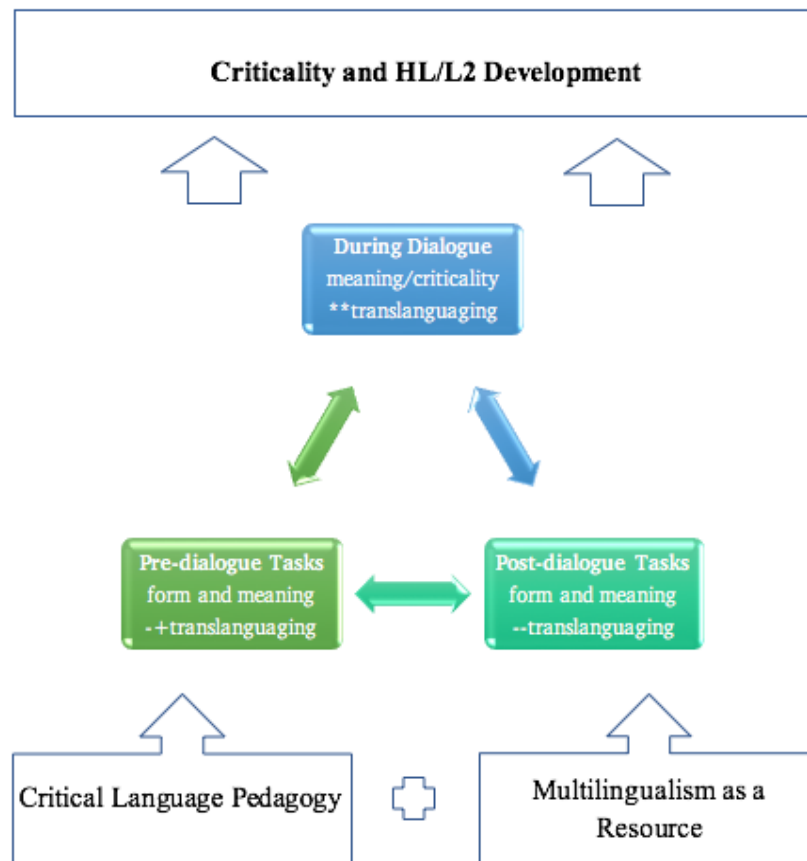 Criticality and HL/L2 Development
During Dialogue
meaning/criticality
**translanguaging
Pre-dialogue Tasks
form and meaning
-+translanguaging
Post-dialogue Tasks
form and meaning
--translanguaging
Critical Language Pedagogy
Multilingualism as a
Resource